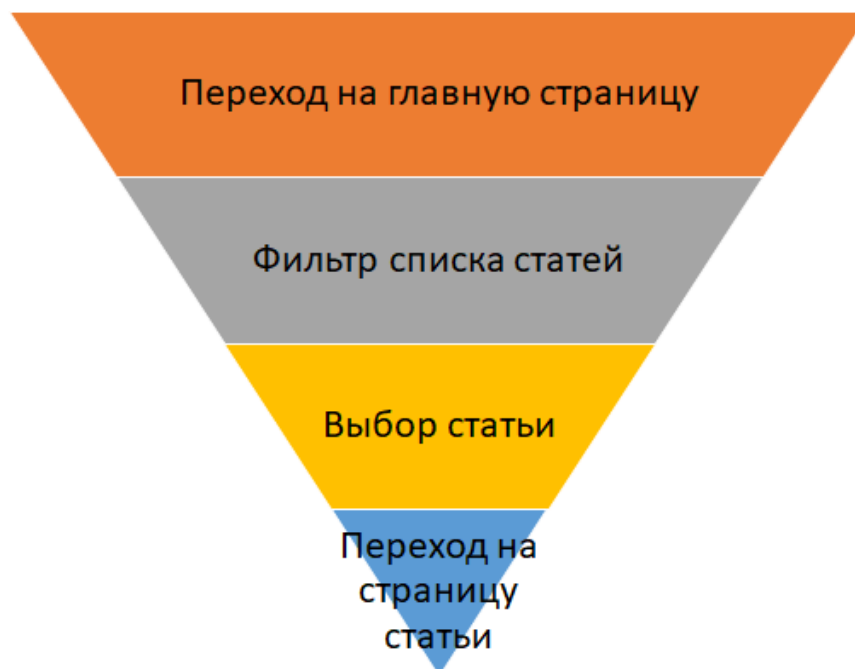 Переход на главную страницу
Фильтр списка статей
Выбор статьи
Переход на
страницу
статьи